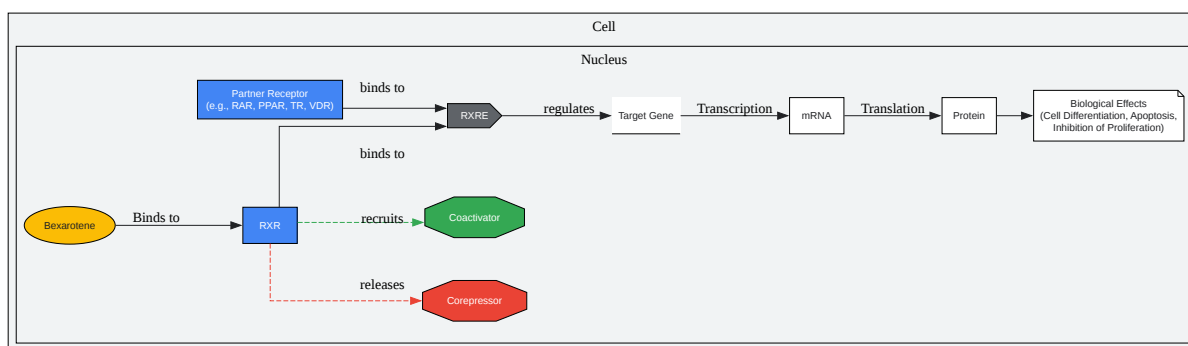 Cell
Nucleus
Partner Receptor
(e.g., RAR, PPAR, TR, VDR)
binds to
RXRE
regulates
Target Gene
Transcription
mRNA
Translation
Protein
Biological Effects
(Cell Differentiation, Apoptosis,
Inhibition of Proliferation)
binds to
Bexarotene
Binds to
RXR
recruits
Coactivator
releases
Corepressor